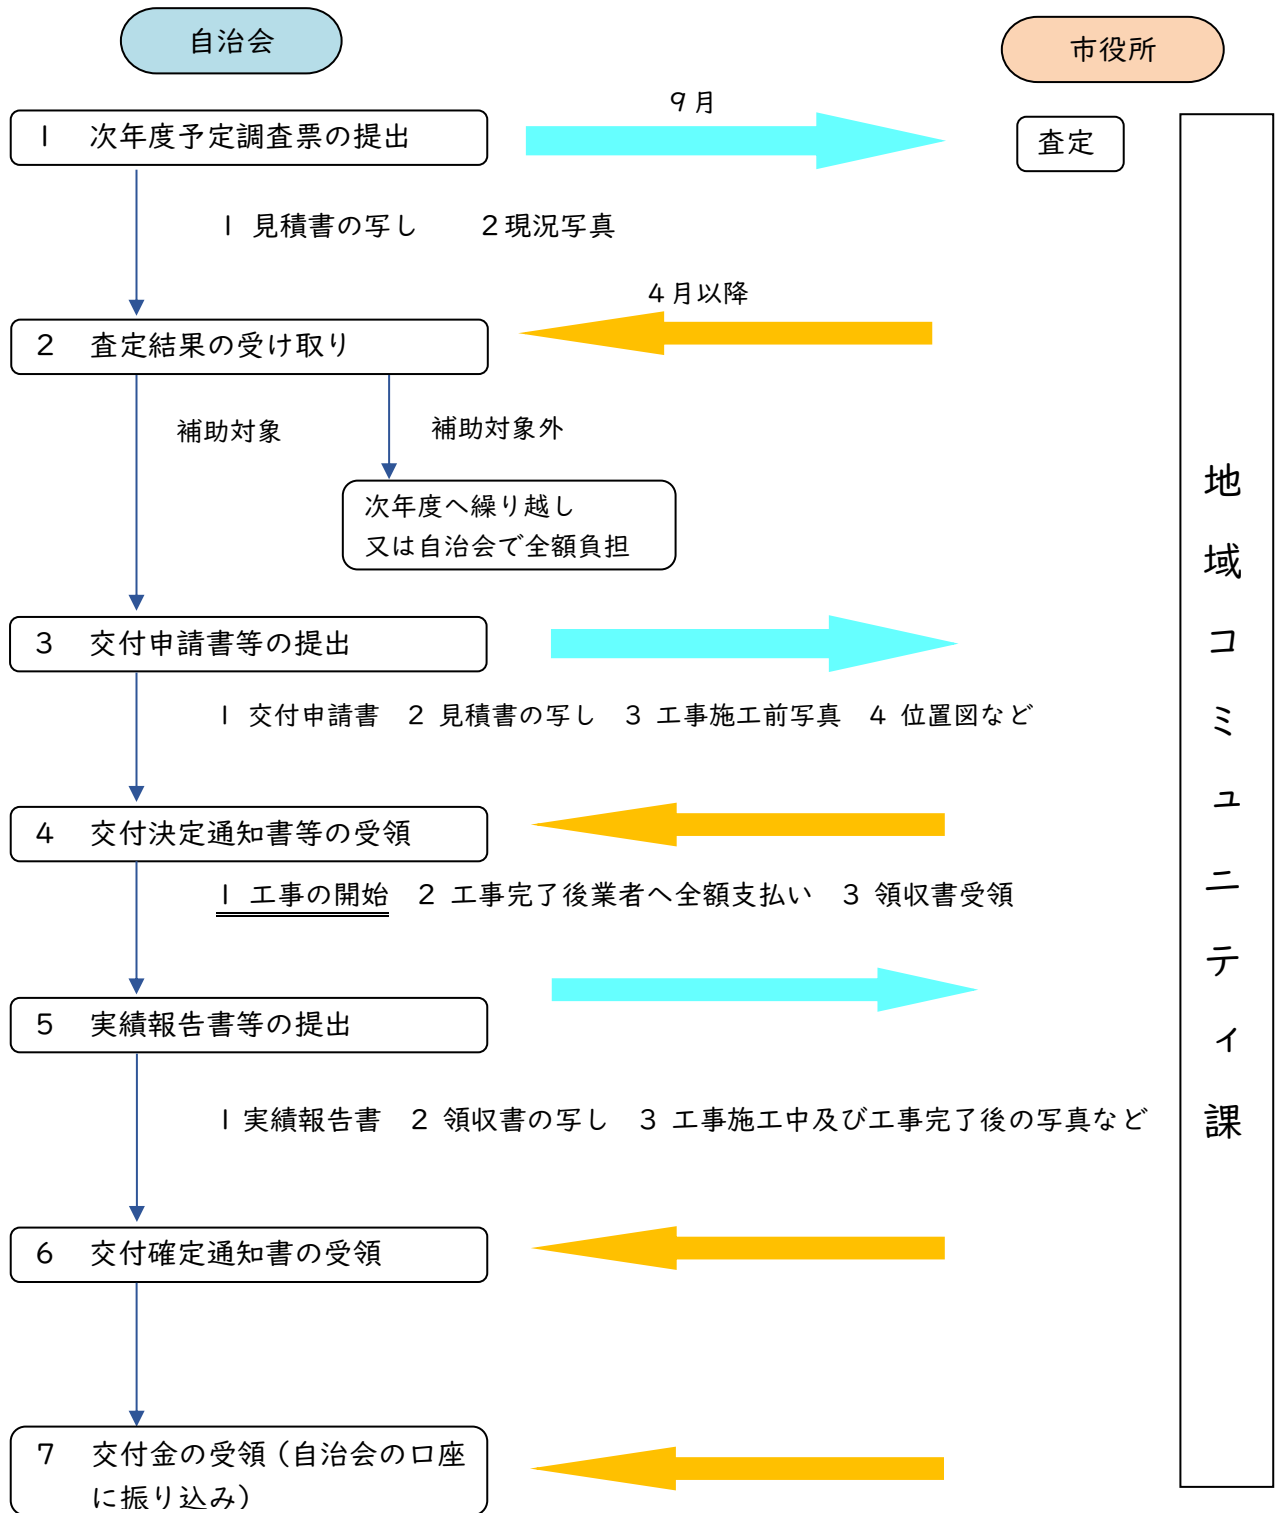 自治会
市役所
9月
1 次年度予定調査票の提出
査定
1 見積書の写し 2現況写真
4月以降
2 査定結果の受け取り
補助対象
補助対象外
次年度へ繰り越し
又は自治会で全額負担
3 交付申請書等の提出
1 交付申請書 2 見積書の写し 3 工事施工前写真 4 位置図など
4 交付決定通知書等の受領
1 工事の開始 2 工事完了後業者へ全額支払い 3 領収書受領
5 実績報告書等の提出
1 実績報告書 2 領収書の写し 3 工事施工中及び工事完了後の写真など
6 交付確定通知書の受領
7 交付金の受領（自治会の口座
に振り込み）
地域コミュニティ課